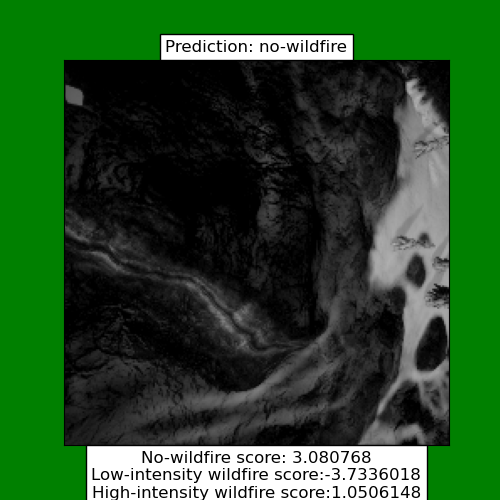 Prediction: no-wildfire
No-wildfire score: 3.080768
Low-intensity wildfire score:-3.7336018
High-intensity wildfire score:1.0506148